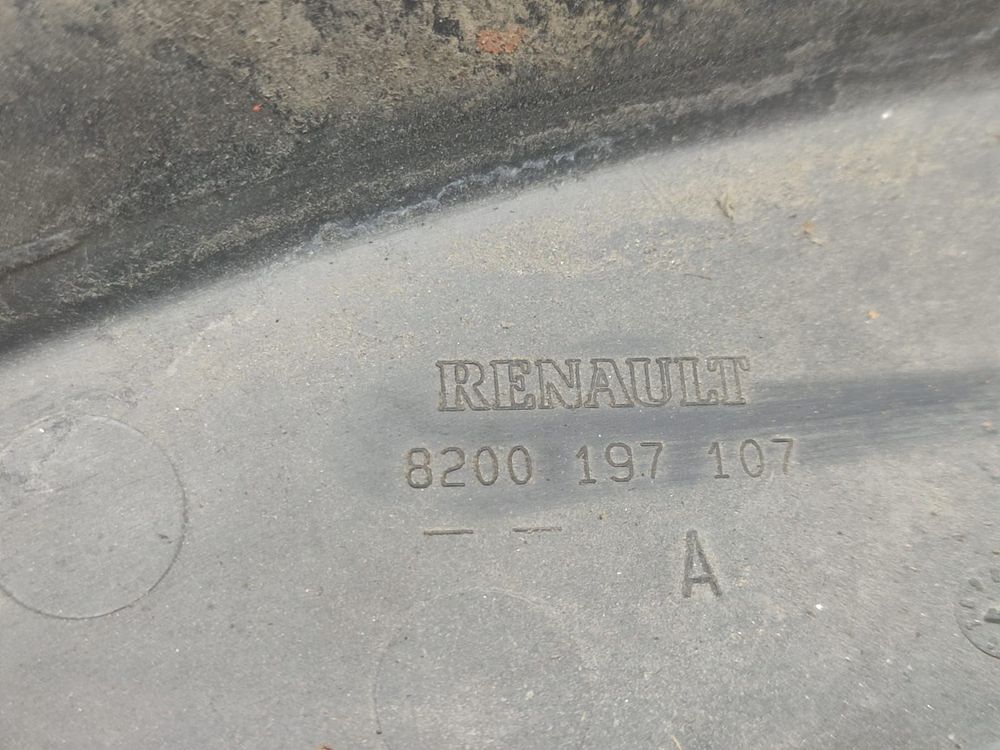 RENAULT
8200 197 107
— —
A